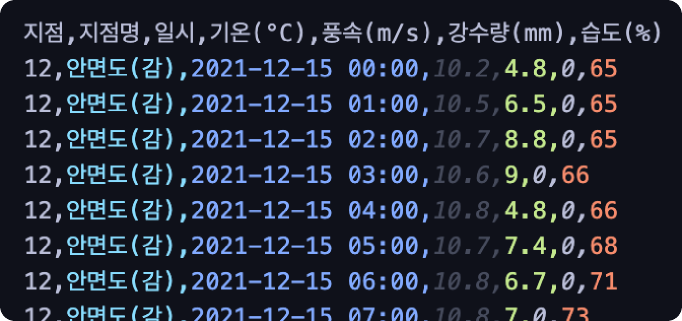 지점,지점명,일시,기온(°C),풍속(m/s),강수량(mm),습도(%)
12,안면도(감),2021-12-15 00:00,10.2,4.8,0,65
12,안면도(감),2021-12-15 01:00,10.5,6.5,0,65
12,안면도(감),2021-12-15 02:00,10.7,8.8,0,65
12,안면도(감),2021-12-15 03:00,10.6,9,0,66
12,안면도(감),2021-12-15 04:00,10.8,4.8,0,66
12,안면도(감),2021-12-15 05:00,10.7,7.4,0,68
12,안면도(감),2021-12-15 06:00,10.8,6.7,0,71
12,안면도(감),2021-12-15 07:00,10.8,7,0,73